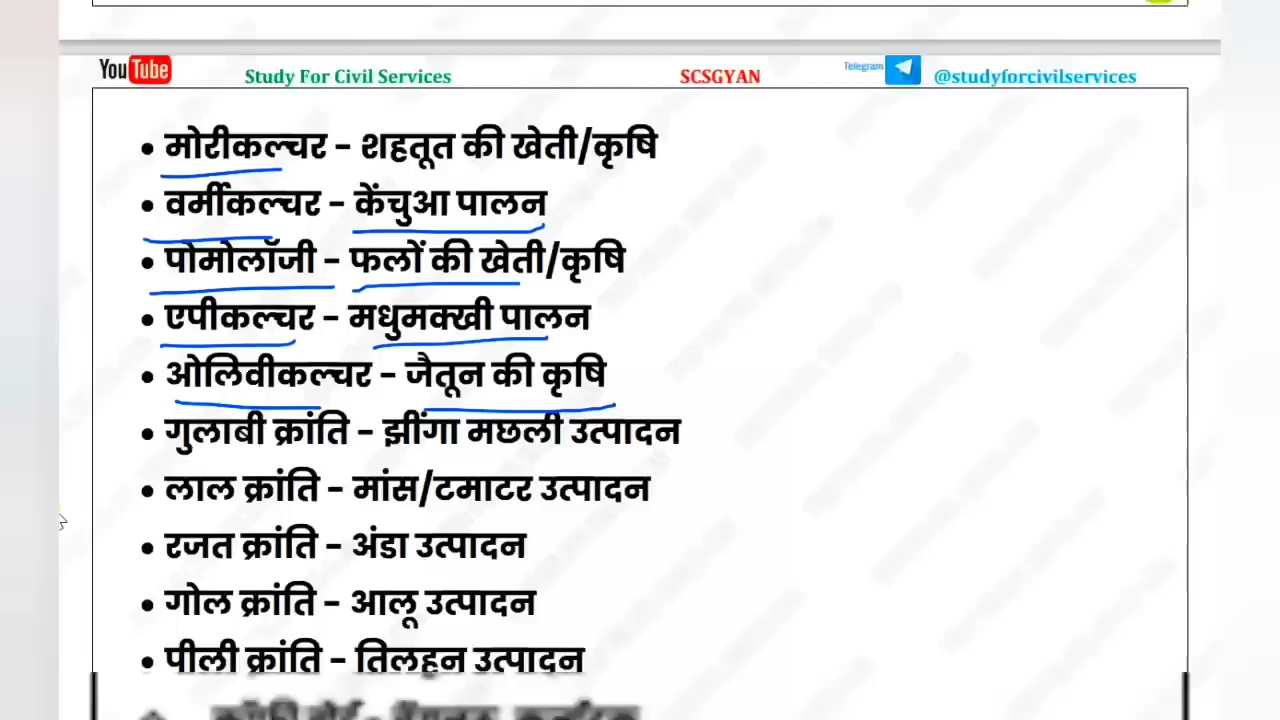 YouTube Study For Civil Services SCSGYAN Telegram @studyforcivilservices
• मोरीकल्चर - शहतूत की खेती/कृषि
• वर्मीकल्चर - केंचुआ पालन
• पोमोलॉजी - फलों की खेती/कृषि
• एपीकल्चर - मधुमक्खी पालन
• ओलिवीकल्चर - जैतून की कृषि
• गुलाबी क्रांति - झींगा मछली उत्पादन
• लाल क्रांति - मांस/टमाटर उत्पादन
• रजत क्रांति - अंडा उत्पादन
• गोल क्रांति - आलू उत्पादन
• पीली क्रांति - तिलहन उत्पादन